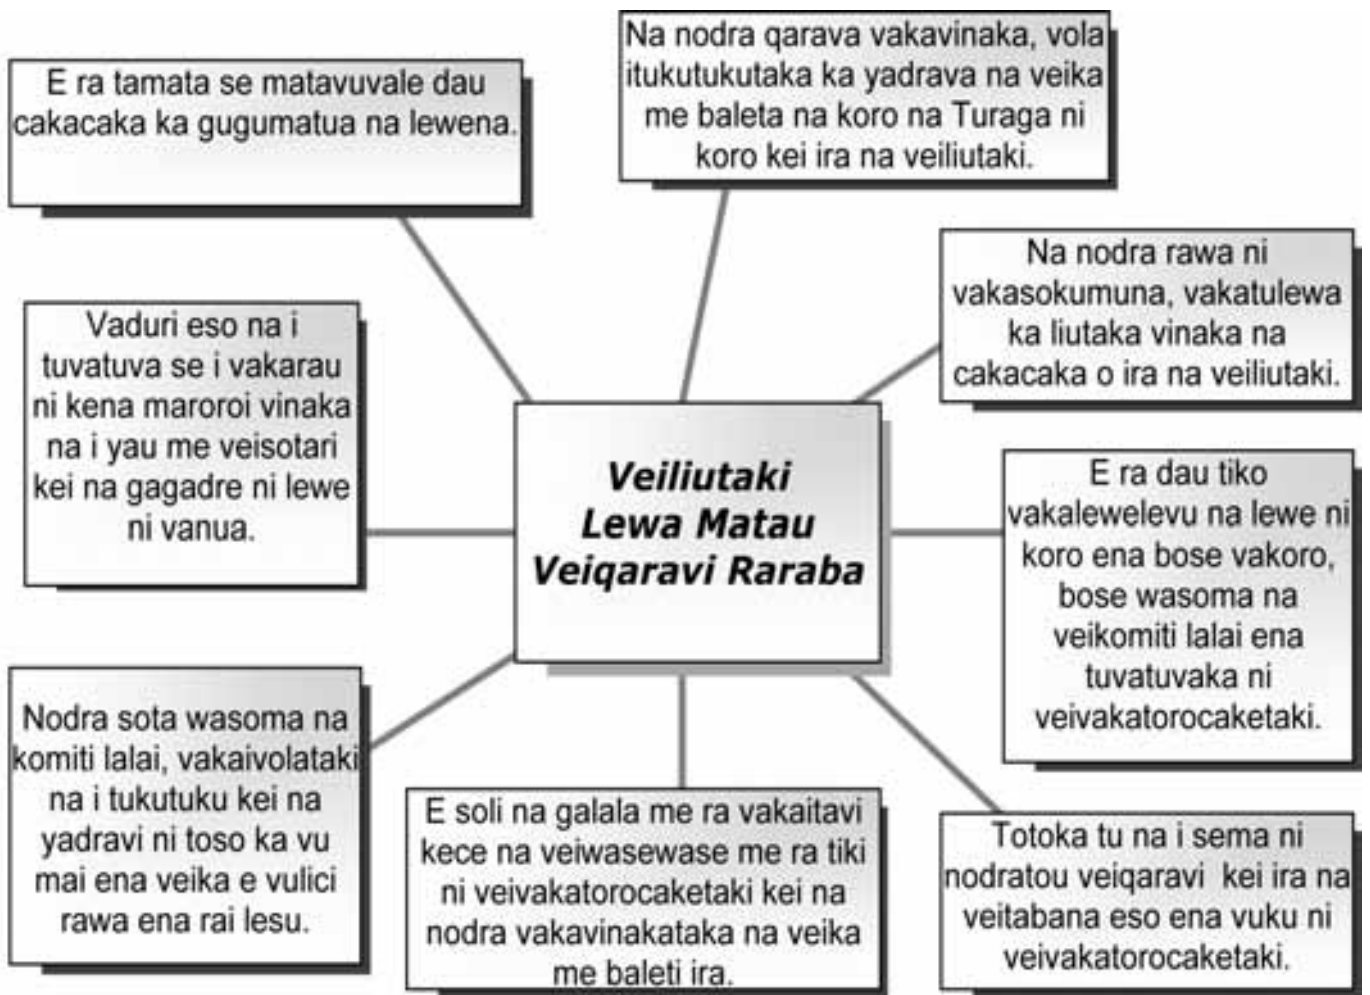 E ra tamata se matavuvale dau
cakacaka ka gugumatua na lewena.
Na nodra qarava vakavinaka, vola
itukutukutaka ka yadrava na veika
me baleta na koro na Turaga ni
koro kei ira na veiliutaki.
Na nodra rawa ni
vakasokumuna, vakatulewa
ka liutaka vinaka na
cakacaka o ira na veiliutaki.
Vaduri eso na i
tuvatuva se i vakarau
ni kena maroroi vinaka
na i yau me veisotari
kei na gagadre ni lewe
ni vanua.
Veiliutaki
Lewa Matau
Veiqaravi Raraba
E ra dau tiko
vakalewelevu na lewe ni
koro ena bose vakoro,
bose wasoma na
veikomiti lalai ena
tuvatuvaka ni
veivakatorocaketaki.
Nodra sota wasoma na
komiti lalai, vakaivolataki
na i tukutuku kei na
yadravi ni toso ka vu
mai ena veika e vulici
rawa ena rai lesu.
E soli na galala me ra vakaitavi
kece na veiwasewase me ra tiki
ni veivakatorocaketaki kei na
nodra vakavinakataka na veika
me baleti ira.
Totoka tu na i sema ni
nodratou veiqaravi kei ira na
veitabana eso ena vuku ni
veivakatorocaketaki.